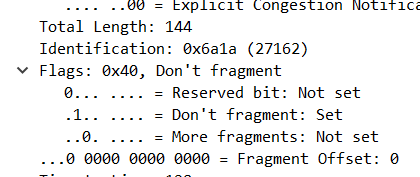 .... ..00 = Explicit Congestion Notifica
Total Length: 144
Identification: 0x6a1a (27162)
Flags: 0x40, Don't fragment
0... .... = Reserved bit: Not set
.1.. .... = Don't fragment: Set
..0. .... = More fragments: Not set
...0 0000 0000 0000 = Fragment Offset: 0